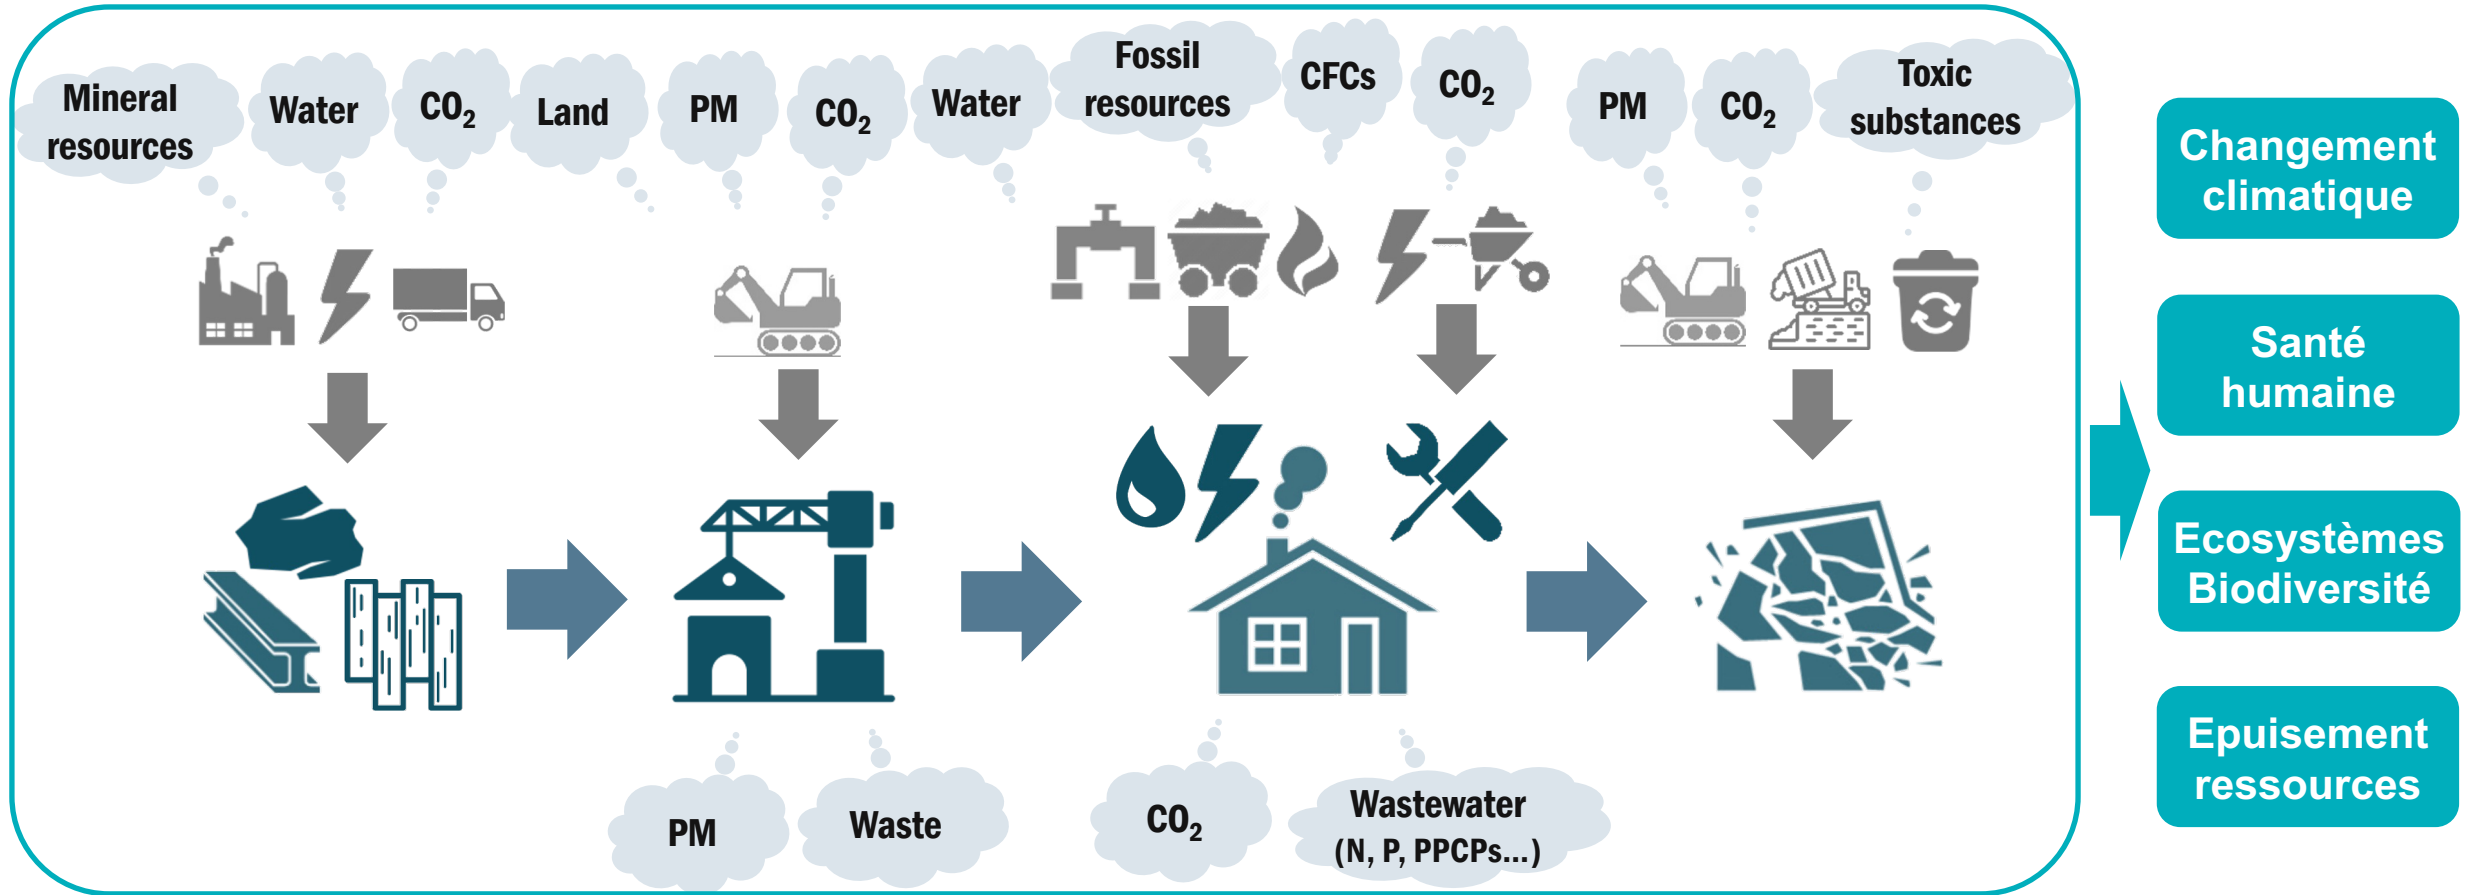 Mineral
resources
Water
CO₂
Land
PM
CO₂
Water
Fossil
resources
CFCs
CO₂
PM
CO₂
Toxic
substances
PM
Waste
CO₂
Wastewater
(N, P, PPCPs...)
Changement
climatique
Santé
humaine
Ecosystèmes
Biodiversité
Epuisement
ressources